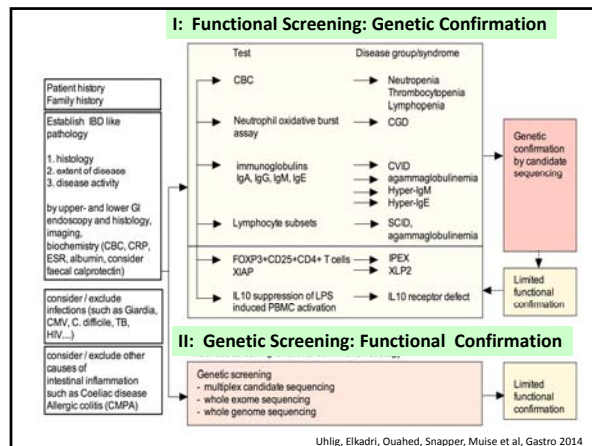 I: Functional Screening: Genetic Confirmation
Patient history
Family history
Establish IBD like
pathology
1. histology
2. extent of disease
3. disease activity
by upper- and lower GI
endoscopy and histology,
imaging,
biochemistry (CBC, CRP,
ESR, albumin, consider
faecal calprotectin)
consider / exclude
infections (such as Giardia,
CMV, C. difficile, TB,
HIV....)
consider / exclude other
causes of
intestinal inflammation
such as Coeliac disease
Allergic colitis (CMPA)
Test
Disease group/syndrome
CBC
Neutropenia
Thrombocytopenia
Lymphopenia
Neutrophil oxidative burst
assay
CGD
immunoglobulins
IgA, IgG, IgM, IgE
CVID
agammaglobulinemia
Hyper-IgM
Hyper-IgE
Lymphocyte subsets
SCID,
agammaglobulinemia
FOXP3+CD25+CD4+ T cells
IPEX
XIAP
XLP2
IL10 suppression of LPS
induced PBMC activation
IL10 receptor defect
Genetic
confirmation
by candidate
sequencing
Limited
functional
confirmation
II: Genetic Screening: Functional Confirmation
Genetic screening
- multiplex candidate sequencing
- whole exome sequencing
- whole genome sequencing
Limited
functional
confirmation
Uhlig, Elkadri, Ouahed, Snapper, Muise et al, Gastro 2014